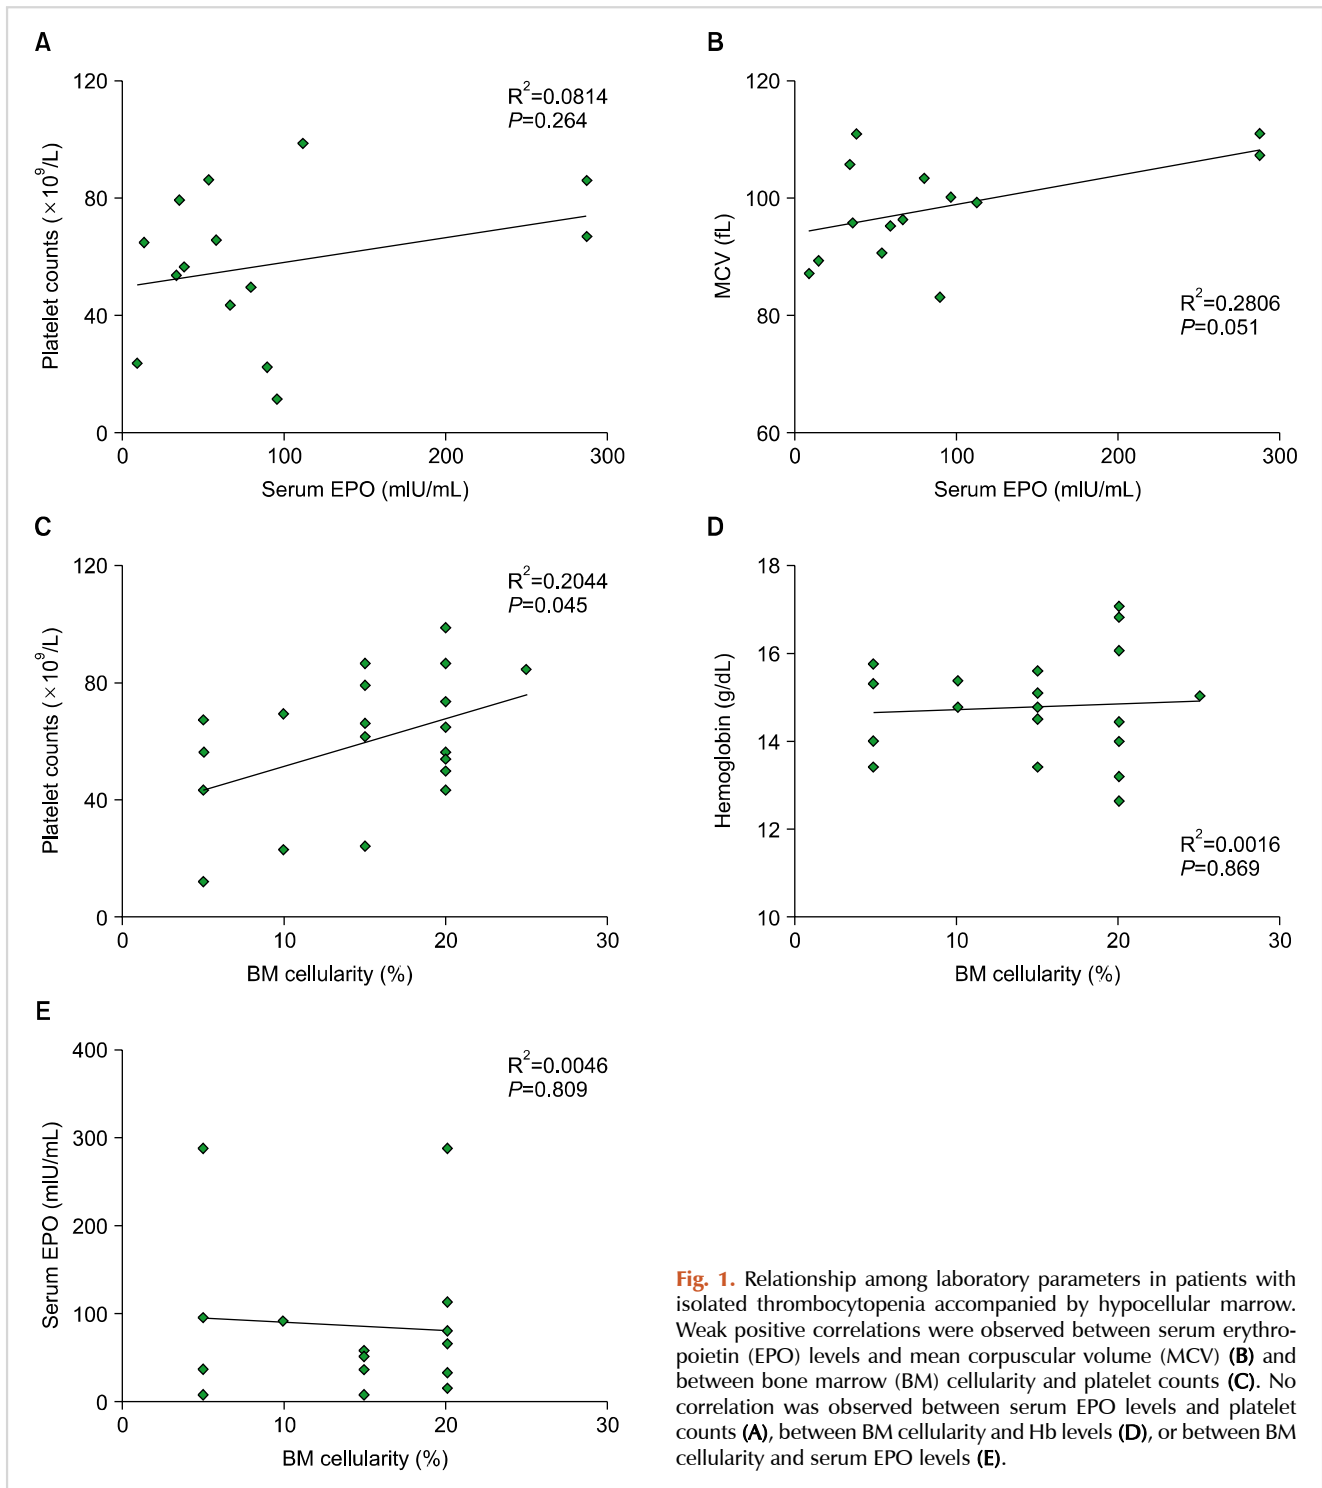 A
Platelet counts (×10⁹/L)
120
80
40
0
R²=0.0814
P=0.264
0 100 200 300
Serum EPO (mIU/mL)
B
MCV (fL)
120
100
80
60
R²=0.2806
P=0.051
0 100 200 300
Serum EPO (mIU/mL)
C
Platelet counts (×10⁹/L)
120
80
40
0
R²=0.2044
P=0.045
0 10 20 30
BM cellularity (%)
D
Hemoglobin (g/dL)
18
16
14
12
10
R²=0.0016
P=0.869
0 10 20 30
BM cellularity (%)
E
Serum EPO (mIU/mL)
400
300
200
100
0
R²=0.0046
P=0.809
0 10 20 30
BM cellularity (%)
Fig. 1. Relationship among laboratory parameters in patients with
isolated thrombocytopenia accompanied by hypocellular marrow.
Weak positive correlations were observed between serum erythro-
poietin (EPO) levels and mean corpuscular volume (MCV) (B) and
between bone marrow (BM) cellularity and platelet counts (C). No
correlation was observed between serum EPO levels and platelet
counts (A), between BM cellularity and Hb levels (D), or between BM
cellularity and serum EPO levels (E).